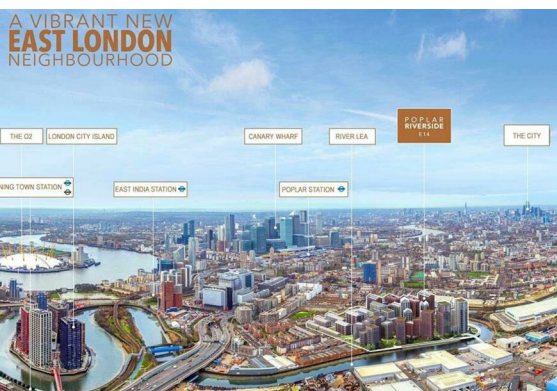 A VIBRANT NEW
EAST LONDON
NEIGHBOURHOOD
POPLAR
RIVERSIDE
E14
THE O2
LONDON CITY ISLAND
CANARY WHARF
RIVER LEA
THE CITY
NING TOWN STATION
EAST INDIA STATION
POPLAR STATION